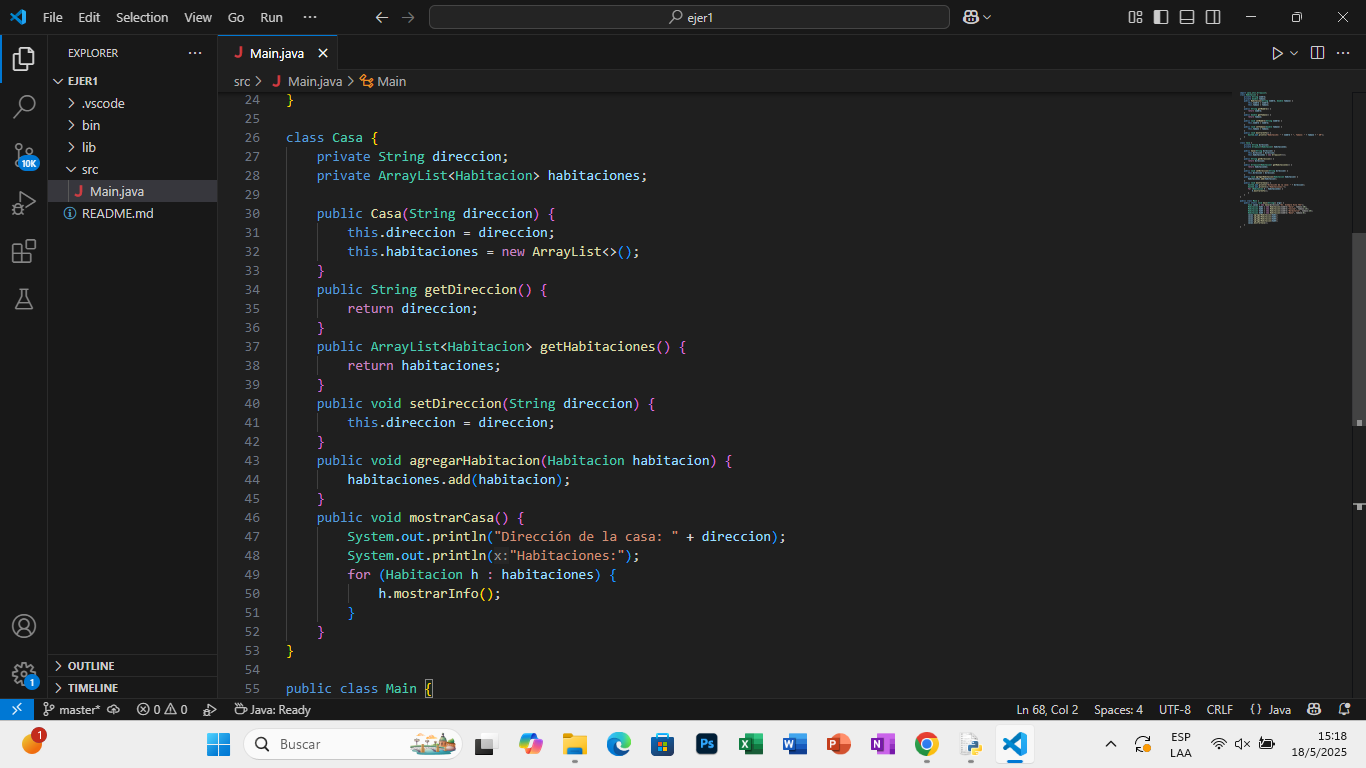 File Edit Selection View Go Run ··· ejer1
EXPLORER ···
EJER1
.vscode
bin
lib
src
J Main.java
README.md
OUTLINE
TIMELINE
10K
1
J Main.java
src > J Main.java > Main
24 }
25
26 class Casa {
27 private String direccion;
28 private ArrayList<Habitacion> habitaciones;
29
30 public Casa(String direccion) {
31 this.direccion = direccion;
32 this.habitaciones = new ArrayList<>();
33 }
34 public String getDireccion() {
35 return direccion;
36 }
37 public ArrayList<Habitacion> getHabitaciones() {
38 return habitaciones;
39 }
40 public void setDireccion(String direccion) {
41 this.direccion = direccion;
42 }
43 public void agregarHabitacion(Habitacion habitacion) {
44 habitaciones.add(habitacion);
45 }
46 public void mostrarCasa() {
47 System.out.println("Dirección de la casa: " + direccion);
48 System.out.println(x:"Habitaciones:");
49 for (Habitacion h : habitaciones) {
50 h.mostrarInfo();
51 }
52 }
53 }
54
55 public class Main {
master* 0 0 Java: Ready Ln 68, Col 2 Spaces: 4 UTF-8 CRLF {} Java
1 Buscar Ps X W P N ESP LAA 15:18
18/5/2025